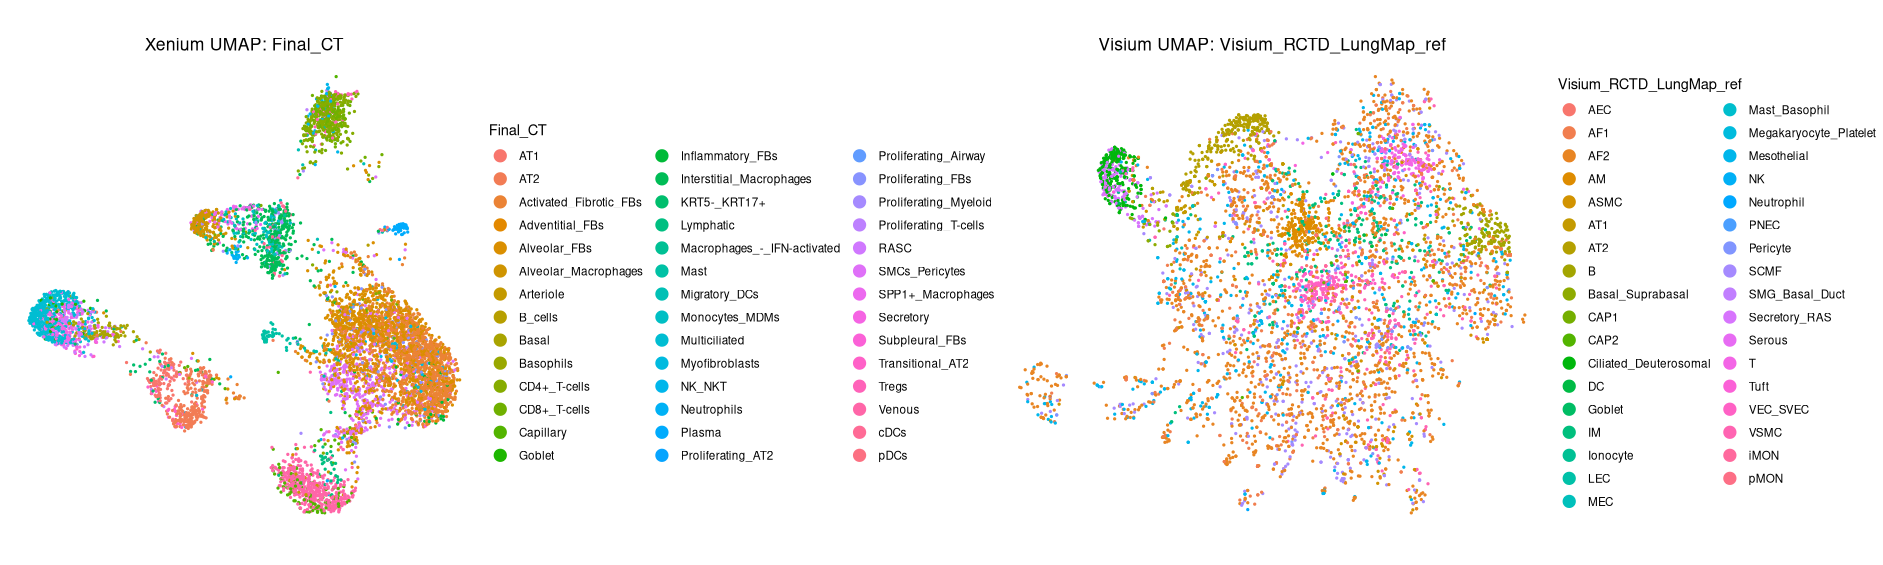 Xenium UMAP: Final_CT
Final_CT
AT1
AT2
Activated_Fibrotic_FBs
Adventitial_FBs
Alveolar_FBs
Alveolar_Macrophages
Arteriole
B_cells
Basal
Basophils
CD4+_T-cells
CD8+_T-cells
Capillary
Goblet
Inflammatory_FBs
Interstitial_Macrophages
KRT5-_KRT17+
Lymphatic
Macrophages_-_IFN-activated
Mast
Migratory_DCs
Monocytes_MDMs
Multiciliated
Myofibroblasts
NK_NKT
Neutrophils
Plasma
Proliferating_AT2
Proliferating_Airway
Proliferating_FBs
Proliferating_Myeloid
Proliferating_T-cells
RASC
SMCs_Pericytes
SPP1+_Macrophages
Secretory
Subpleural_FBs
Transitional_AT2
Tregs
Venous
cDCs
pDCs
Visium UMAP: Visium_RCTD_LungMap_ref
Visium_RCTD_LungMap_ref
AEC
AF1
AF2
AM
ASMC
AT1
AT2
B
Basal_Suprabasal
CAP1
CAP2
Ciliated_Deuterosomal
DC
Goblet
IM
Ionocyte
LEC
MEC
Mast_Basophil
Megakaryocyte_Platelet
Mesothelial
NK
Neutrophil
PNEC
Pericyte
SCMF
SMG_Basal_Duct
Secretory_RAS
Serous
T
Tuft
VEC_SVEC
VSMC
iMON
pMON